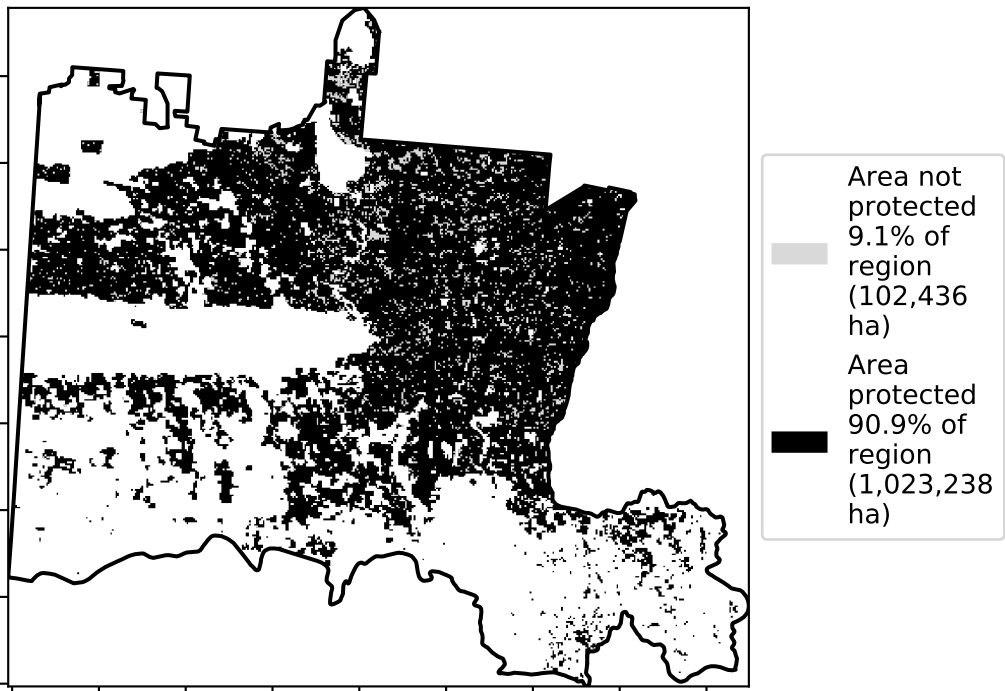 Area not
protected
9.1% of
region
(102,436
ha)
Area
protected
90.9% of
region
(1,023,238
ha)